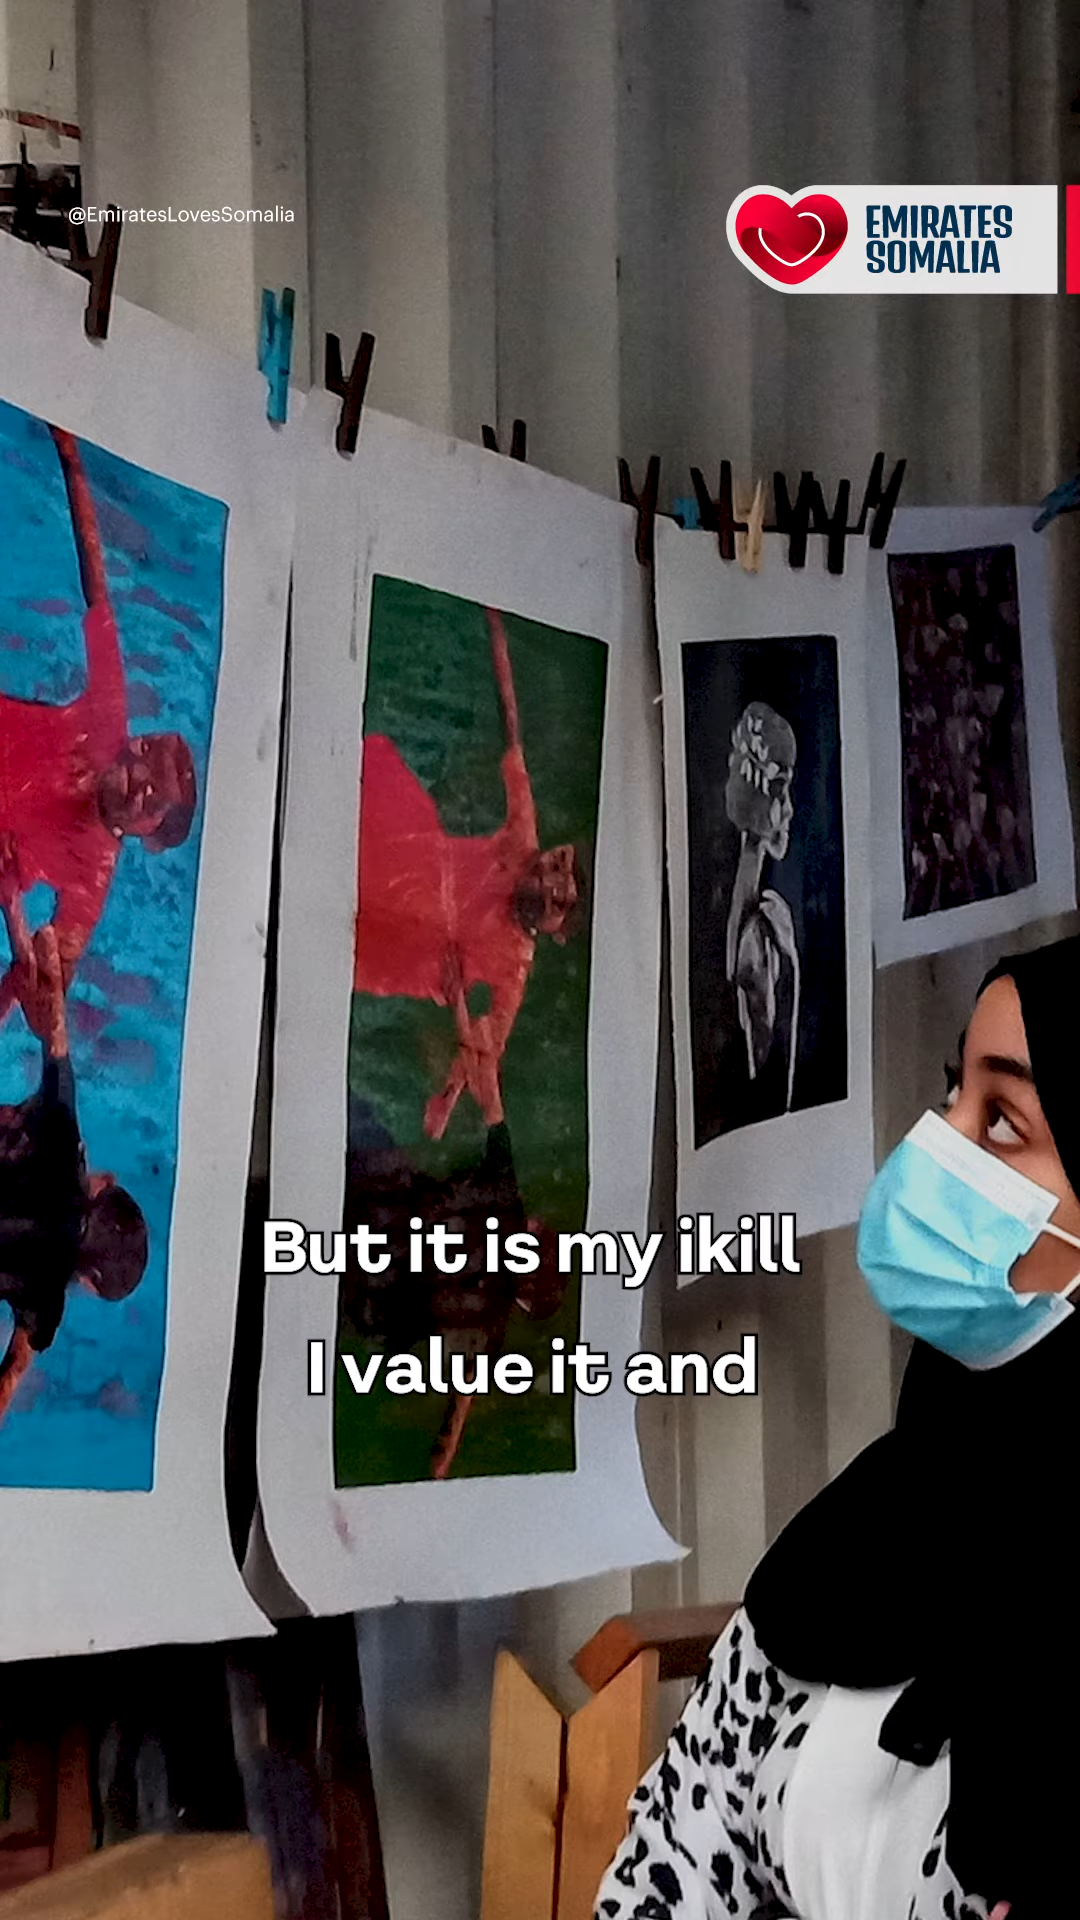 @EmiratesLovesSomalia
EMIRATES
SOMALIA
But it is my ikill
I value it and